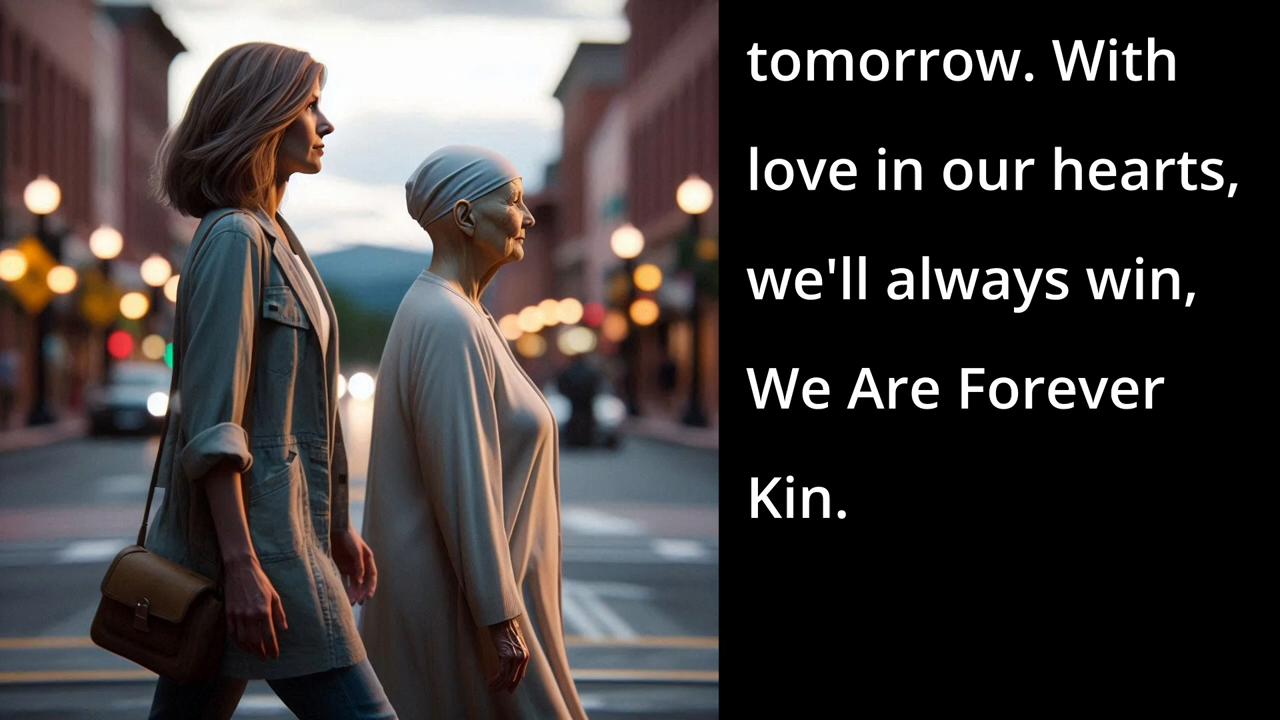 tomorrow. With
love in our hearts,
we'll always win,
We Are Forever
Kin.